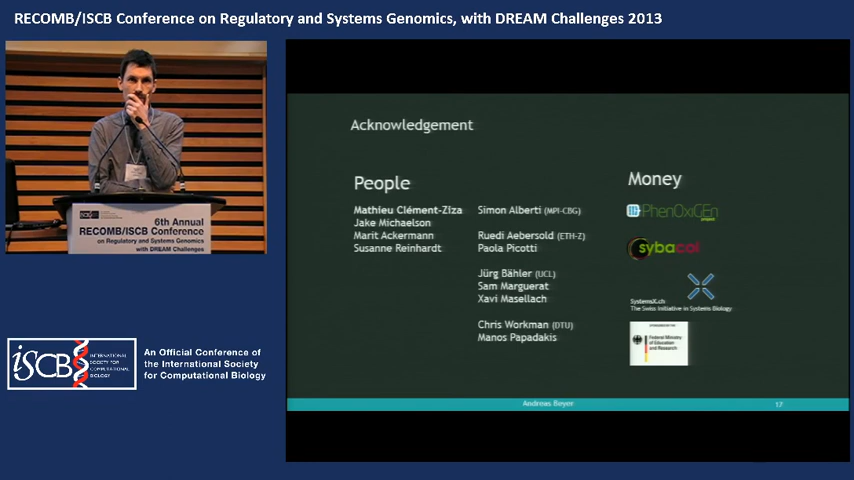 RECOMB/ISCB Conference on Regulatory and Systems Genomics, with DREAM Challenges 2013
6th Annual
RECOMB/ISCB Conference
on Regulatory and Systems Genomics
with DREAM Challenges
iSCB
INTERNATIONAL
SOCIETY FOR
COMPUTATIONAL
BIOLOGY
An Official Conference of
the International Society
for Computational Biology
Acknowledgement
People
Mathieu Clément-Ziza
Jake Michaelson
Marit Ackermann
Susanne Reinhardt
Simon Alberti (MPI-CBG)
Ruedi Aebersold (ETH-Z)
Paola Picotti
Jürg Bähler (UCL)
Sam Marguerat
Xavi Masellach
Chris Workman (DTU)
Manos Papadakis
Money
PhenOxiGEn
project
sybacol
SystemsX.ch
The Swiss Initiative in Systems Biology
SPONSORED BY THE
Federal Ministry
of Education
and Research
Andreas Beyer
17